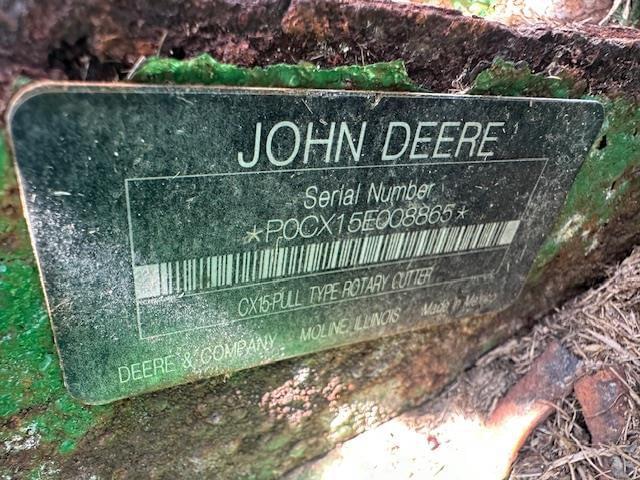 JOHN DEERE
Serial Number
*P0CX15E008865*
CX15-PULL TYPE ROTARY CUTTER
DEERE & COMPANY MOLINE, ILLINOIS Made in Mexico